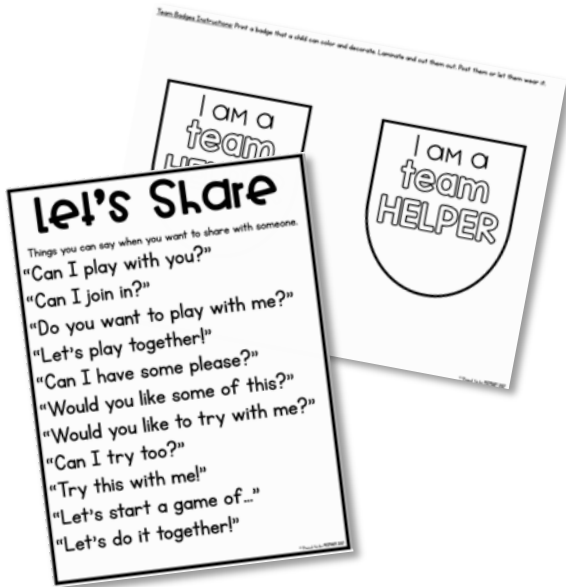 Team Badges Instructions: Print a badge that a child can color and decorate. Laminate and cut them out. Post them or let them wear it.
I am a
team
HELPER
I am a
team
HELPER
Let's Share
Things you can say when you want to share with someone.
“Can I play with you?”
“Can I join in?”
“Do you want to play with me?”
“Let's play together!”
“Can I have some please?”
“Would you like some of this?”
“Would you like to try with me?”
“Can I try too?”
“Try this with me!”
“Let's start a game of...”
“Let's do it together!”